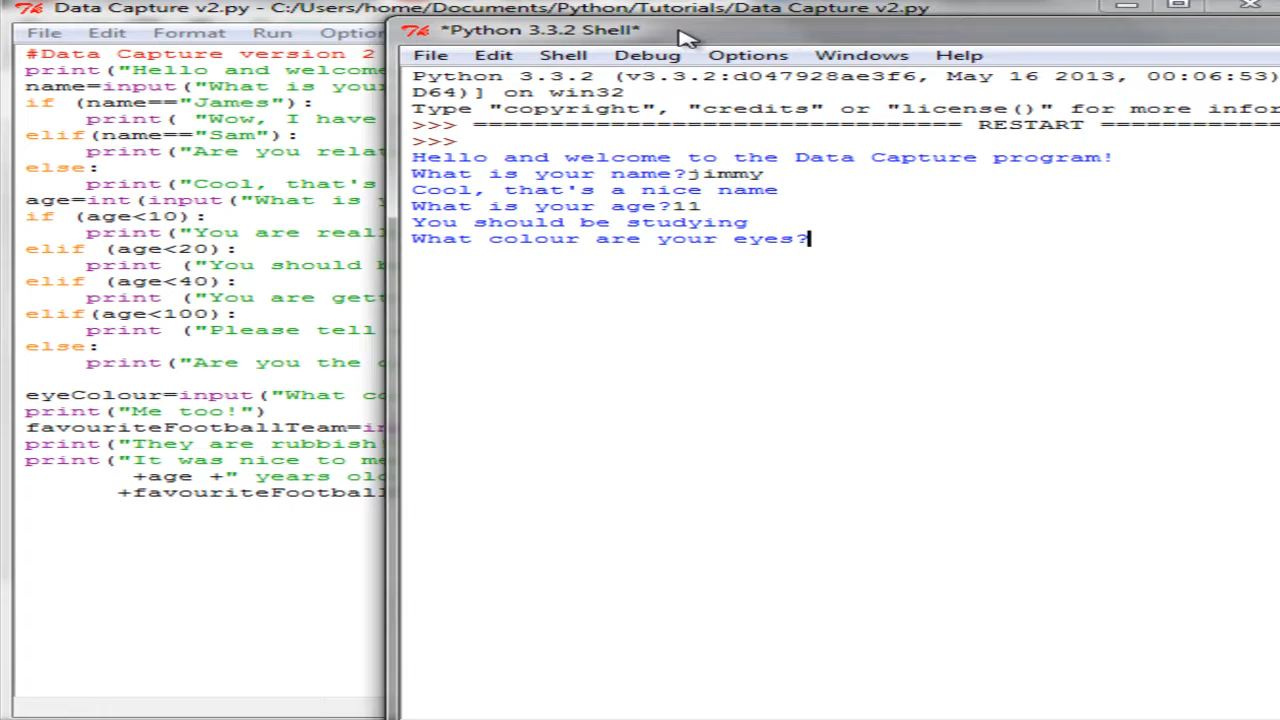 Data Capture v2.py - C:/Users/home/Documents/Python/Tutorials/Data Capture v2.py
File Edit Format Run Option
#Data Capture version 2
print("Hello and welcome
name=input("What is your
if (name=="James"):
print( "Wow, I have
elif(name=="Sam"):
print("Are you relat
else:
print("Cool, that's
age=int(input("What is y
if (age<10):
print("You are reall
elif (age<20):
print ("You should b
elif (age<40):
print ("You are gett
elif(age<100):
print ("Please tell
else:
print("Are you the o
eyeColour=input("What co
print("Me too!")
favouriteFootballTeam=in
print("They are rubbish!
print("It was nice to me
+age +" years old
+favouriteFootball
*Python 3.3.2 Shell*
File Edit Shell Debug Options Windows Help
Python 3.3.2 (v3.3.2:d047928ae3f6, May 16 2013, 00:06:53)
D64)] on win32
Type "copyright", "credits" or "license()" for more infor
>>> ================================ RESTART ============
>>>
Hello and welcome to the Data Capture program!
What is your name?jimmy
Cool, that's a nice name
What is your age?11
You should be studying
What colour are your eyes?